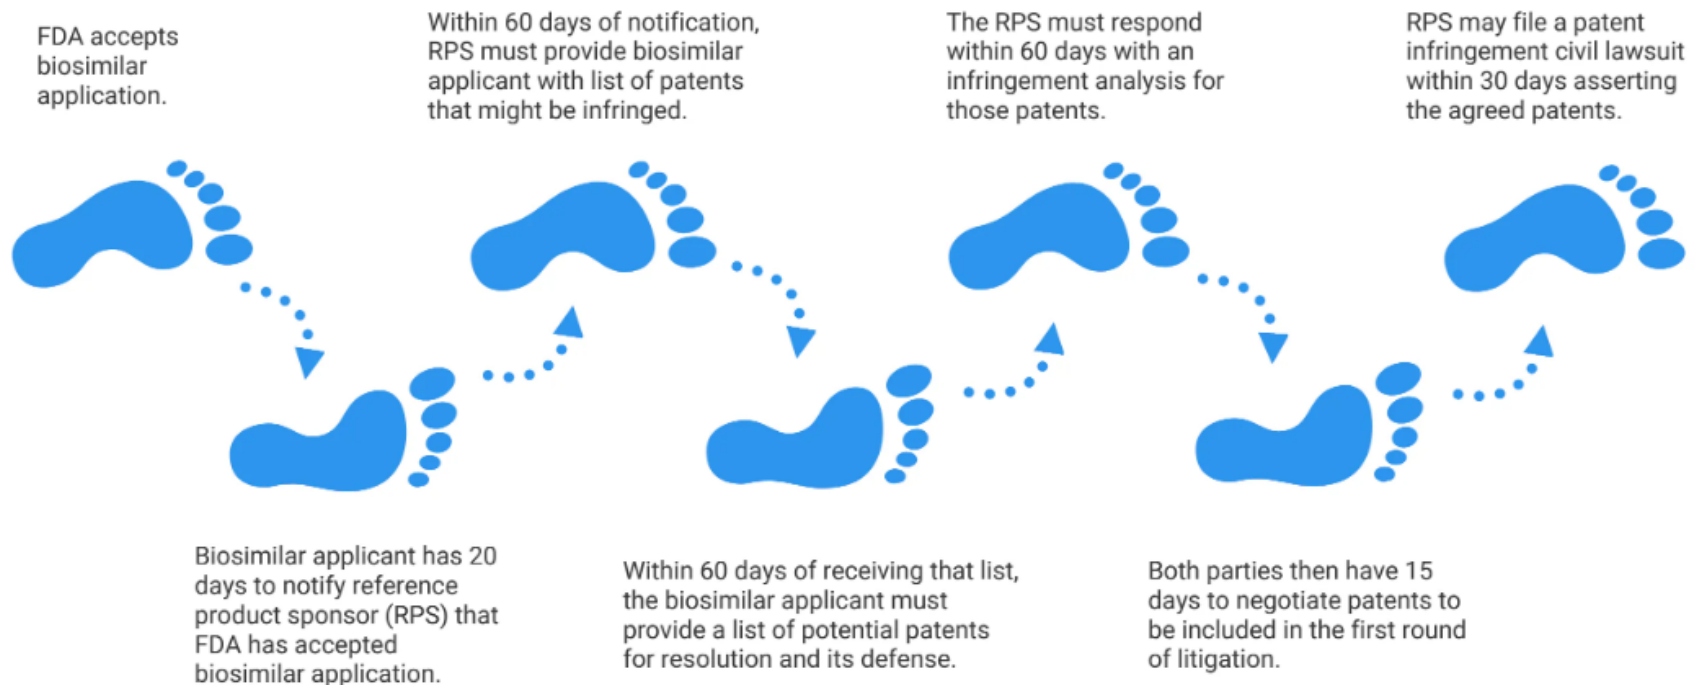 FDA accepts
biosimilar
application.
Biosimilar applicant has 20
days to notify reference
product sponsor (RPS) that
FDA has accepted
biosimilar application.
Within 60 days of notification,
RPS must provide biosimilar
applicant with list of patents
that might be infringed.
Within 60 days of receiving that list,
the biosimilar applicant must
provide a list of potential patents
for resolution and its defense.
The RPS must respond
within 60 days with an
infringement analysis for
those patents.
Both parties then have 15
days to negotiate patents to
be included in the first round
of litigation.
RPS may file a patent
infringement civil lawsuit
within 30 days asserting
the agreed patents.